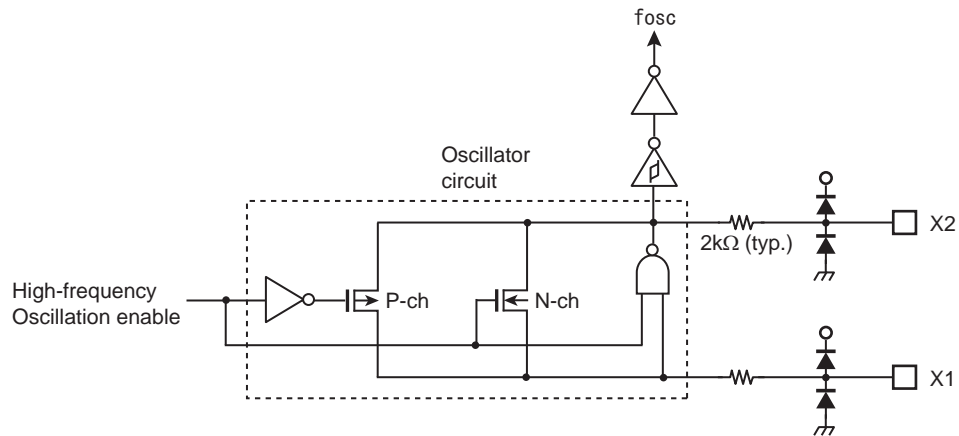 fosc
Oscillator
circuit
X2
2kΩ (typ.)
High-frequency
Oscillation enable
P-ch
N-ch
X1